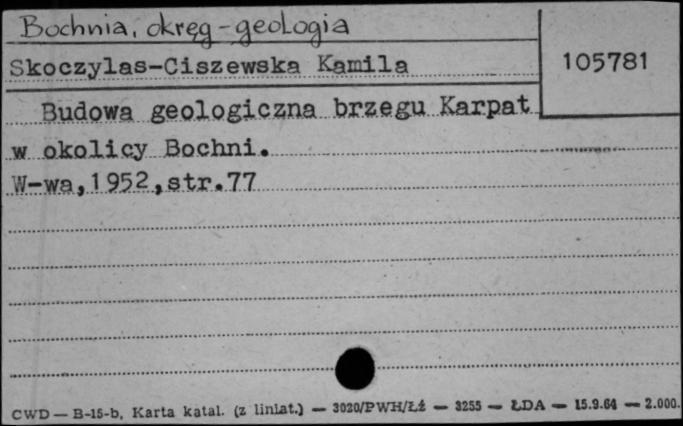 Bochnia, okręg - geologia
Skoczylas-Ciszewska Kamila
105781
Budowa geologiczna brzegu Karpat
w okolicy Bochni.
W-wa,1952,str.77
CWD — B-15-b, Karta katal. (z liniat.) — 3020/PWH/Łź — 3255 — ŁDA — 15.9.64 — 2.000.